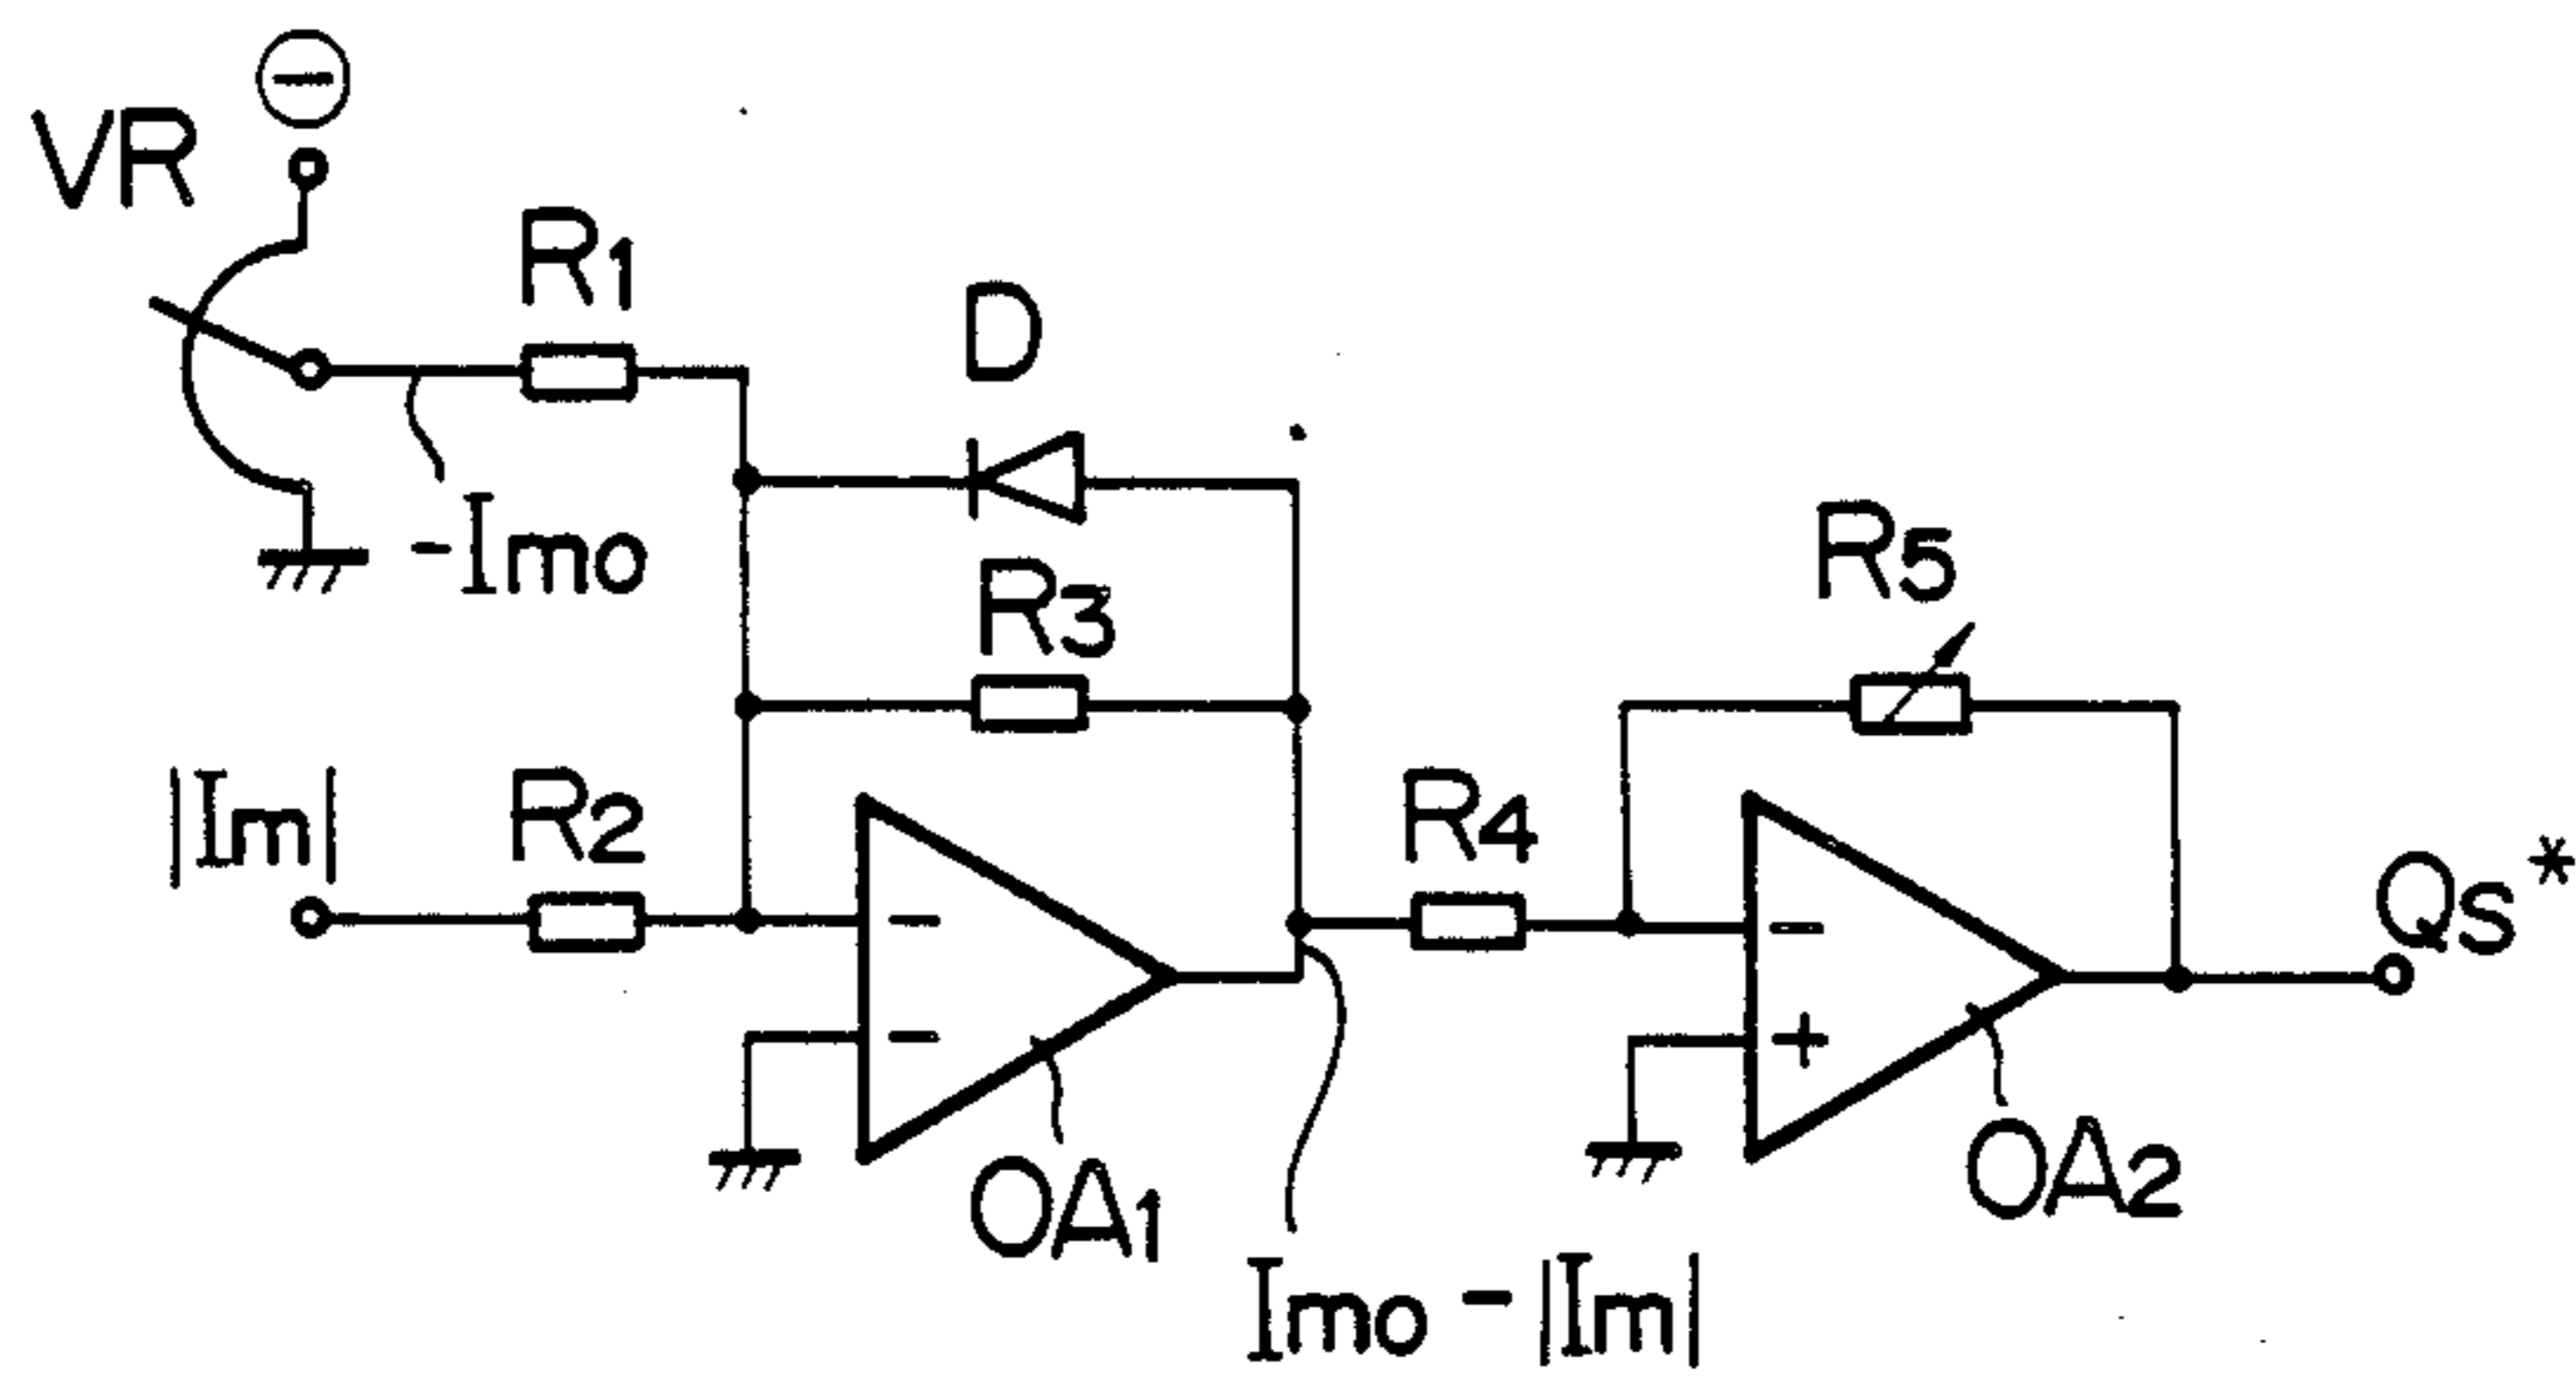 ⊖
VR
R1
D
-Imo
R3
R5
|Im|
R2
R4
−
−
−
+
Qs*
OA1
OA2
Imo -|Im|